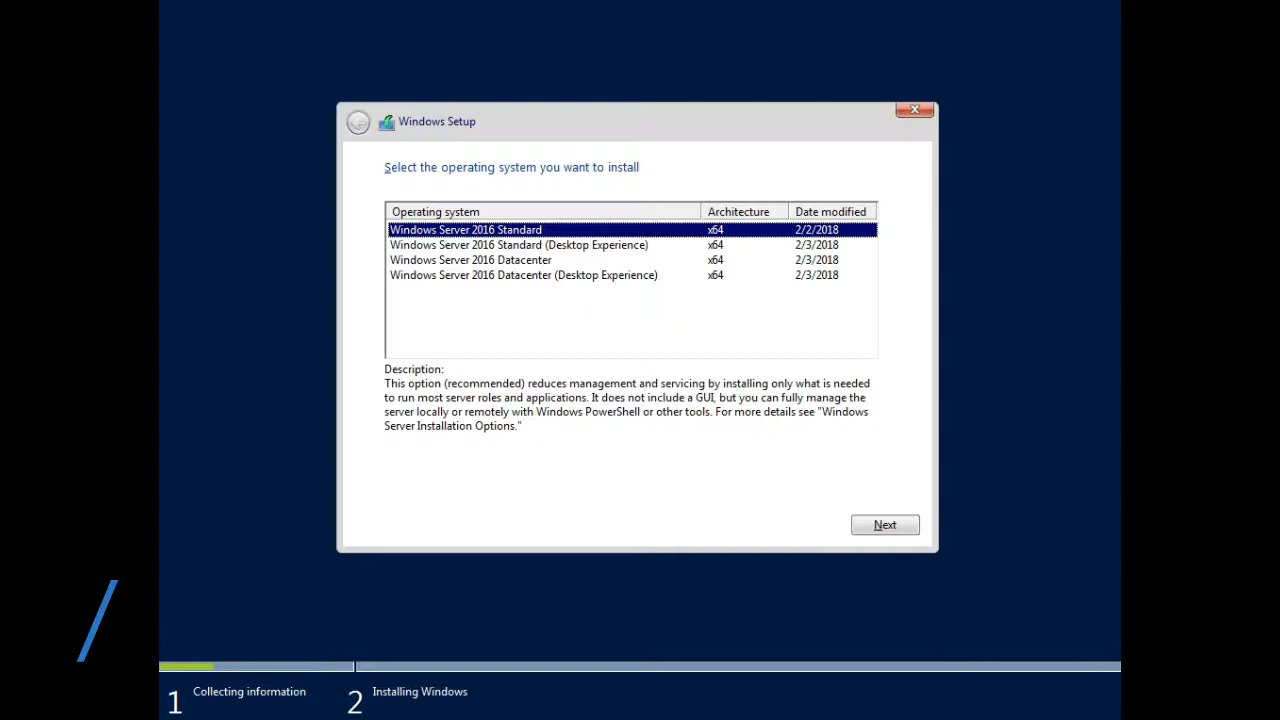 Windows Setup
Select the operating system you want to install
Operating system Architecture Date modified
Windows Server 2016 Standard x64 2/2/2018
Windows Server 2016 Standard (Desktop Experience) x64 2/3/2018
Windows Server 2016 Datacenter x64 2/3/2018
Windows Server 2016 Datacenter (Desktop Experience) x64 2/3/2018
Description:
This option (recommended) reduces management and servicing by installing only what is needed
to run most server roles and applications. It does not include a GUI, but you can fully manage the
server locally or remotely with Windows PowerShell or other tools. For more details see "Windows
Server Installation Options."
Next
1 Collecting information 2 Installing Windows